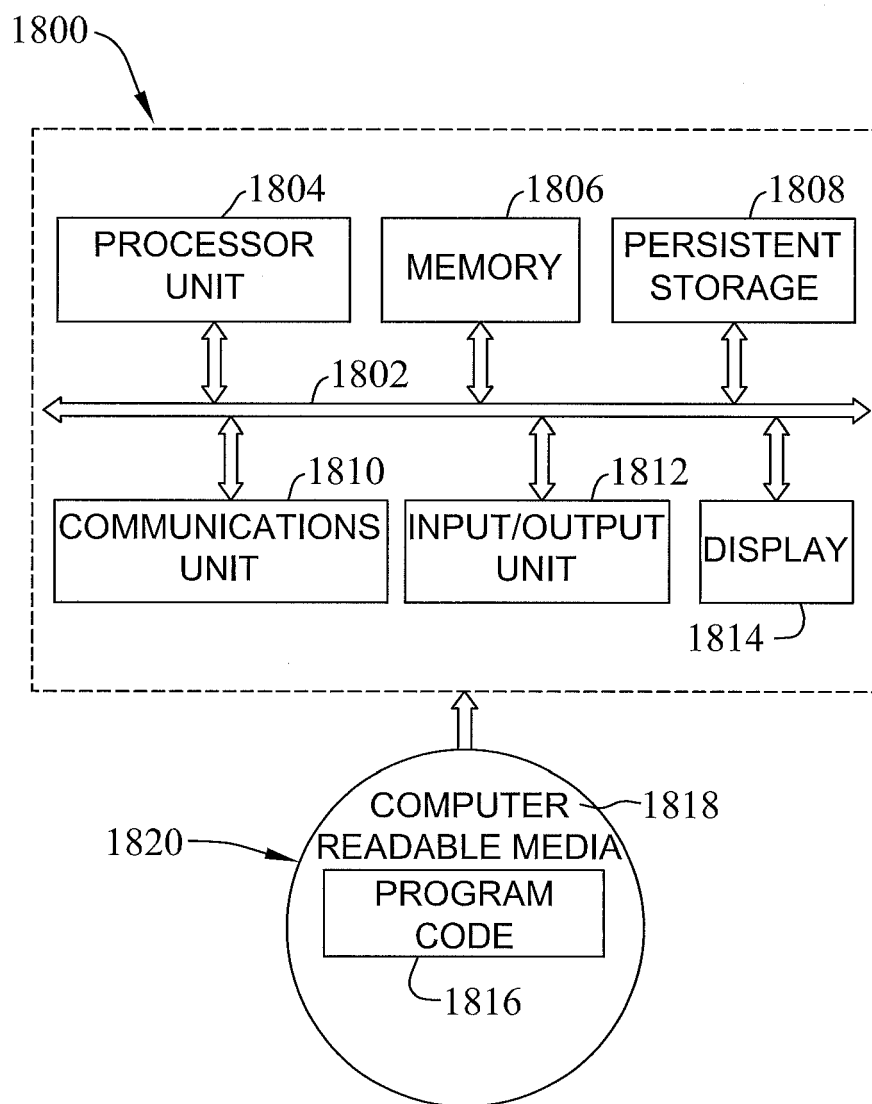 1800
1804
1806
1808
PROCESSOR
UNIT
MEMORY
PERSISTENT
STORAGE
1802
1810
1812
COMMUNICATIONS
UNIT
INPUT/OUTPUT
UNIT
DISPLAY
1814
COMPUTER
1818
READABLE MEDIA
1820
PROGRAM
CODE
1816